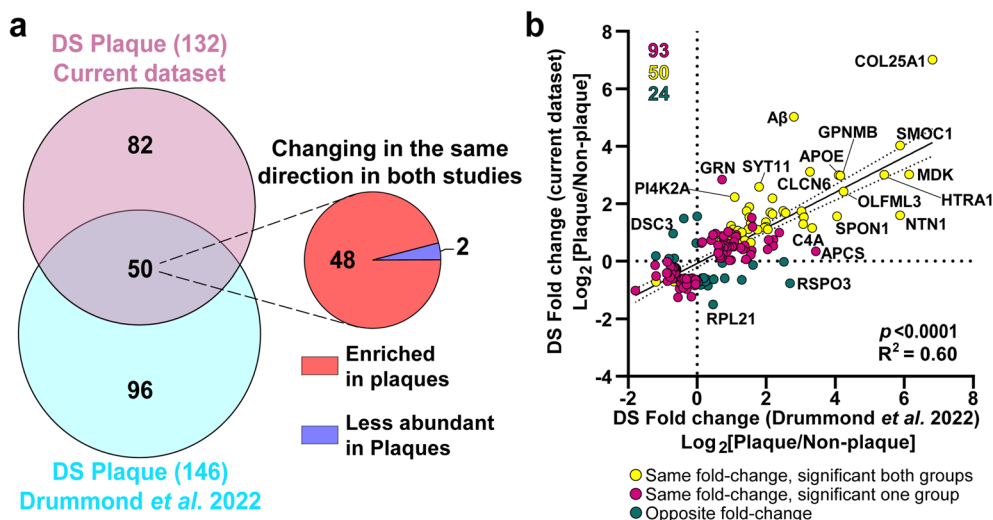 a
DS Plaque (132)
Current dataset
82
50
96
DS Plaque (146)
Drummond et al. 2022
Changing in the same
direction in both studies
48
2
Enriched
in plaques
Less abundant
in Plaques
b
DS Fold change (current dataset)
Log2[Plaque/Non-plaque]
8
6
4
2
0
-2
-4
93
50
24
COL25A1
Aβ
GPNMB
SMOC1
APOE
GRN
SYT11
CLCN6
MDK
PI4K2A
HTRA1
OLFML3
DSC3
SPON1
NTN1
C4A
APCS
RSPO3
RPL21
p<0.0001
R2 = 0.60
-2
0
2
4
6
8
DS Fold change (Drummond et al. 2022)
Log2[Plaque/Non-plaque]
Same fold-change, significant both groups
Same fold-change, significant one group
Opposite fold-change